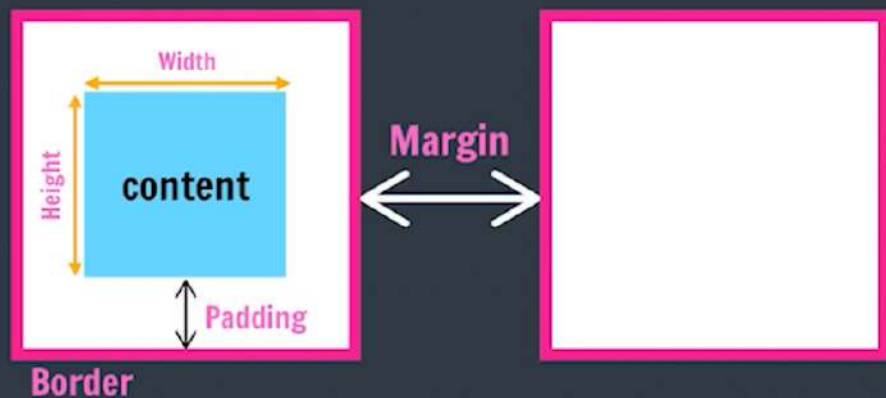 Width
Height
content
Padding
Border
Margin